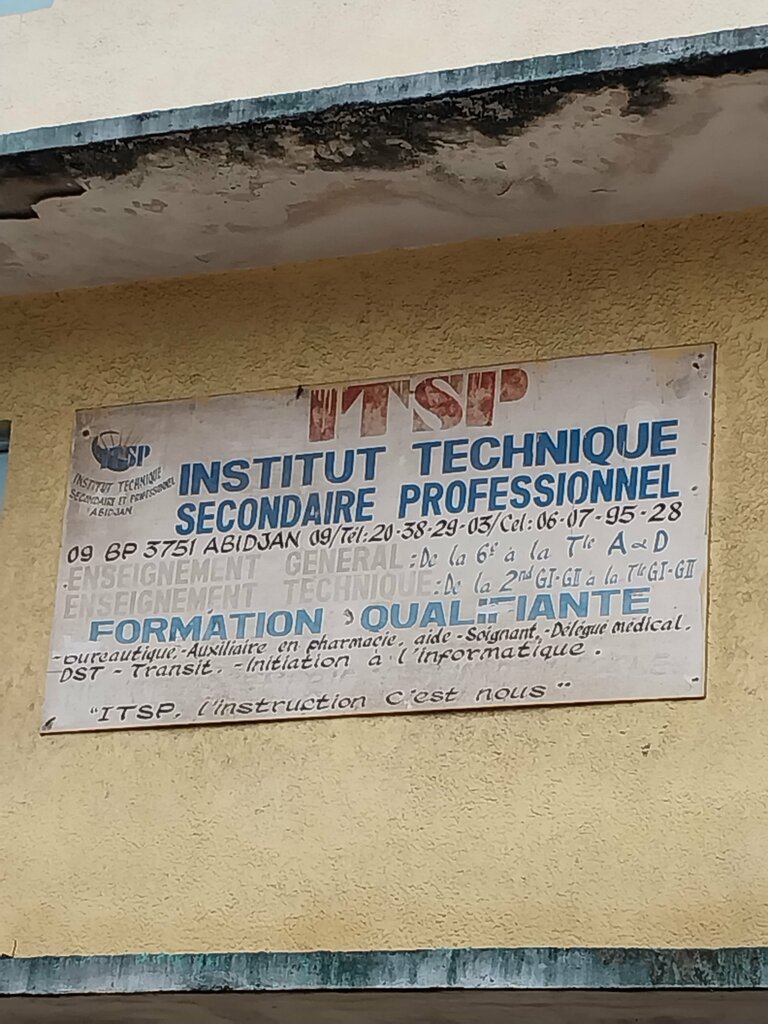 ITSP
ITSP
INSTITUT TECHNIQUE
SECONDAIRE ET PROFESSIONNEL
ABIDJAN
INSTITUT TECHNIQUE
SECONDAIRE PROFESSIONNEL
09 BP 3751 ABIDJAN 09/Tél:20-38-29-03/Cel:06-07-95-28
ENSEIGNEMENT GENERAL:De la 6e à la Tle A & D
ENSEIGNEMENT TECHNIQUE:De la 2nd GI-GII à la Tle GI-GII
FORMATION QUALIFIANTE
-bureautique,-Auxiliaire en pharmacie, aide-Soignant,-Délégué médical.
DST - Transit. -Initiation à l'informatique.
"ITSP, l'instruction C'est nous"